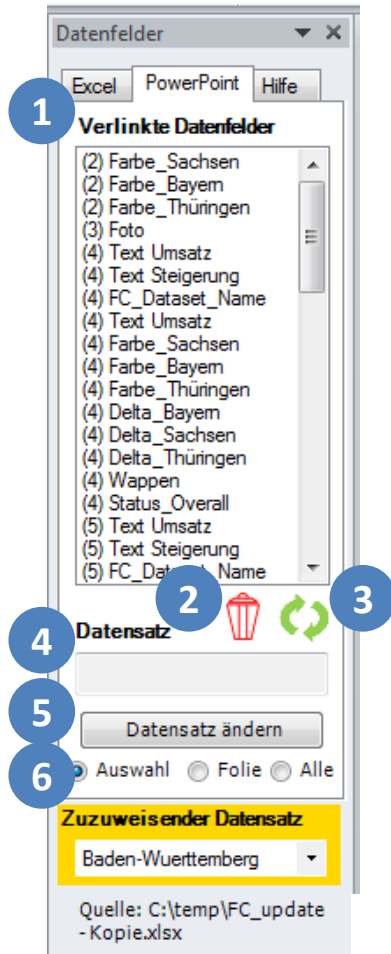 Datenfelder
Excel PowerPoint Hilfe
1
Verlinkte Datenfelder
(2) Farbe_Sachsen
(2) Farbe_Bayern
(2) Farbe_Thüringen
(3) Foto
(4) Text Umsatz
(4) Text Steigerung
(4) FC_Dataset_Name
(4) Text Umsatz
(4) Farbe_Sachsen
(4) Farbe_Bayern
(4) Farbe_Thüringen
(4) Delta_Bayern
(4) Delta_Sachsen
(4) Delta_Thüringen
(4) Wappen
(4) Status_Overall
(5) Text Umsatz
(5) Text Steigerung
(5) FC_Dataset_Name
2 3
4 Datensatz
5
Datensatz ändern
6 Auswahl Folie Alle
Zuzuweisender Datensatz
Baden-Wuerttemberg
Quelle: C:\temp\FC_update
- Kopie.xlsx